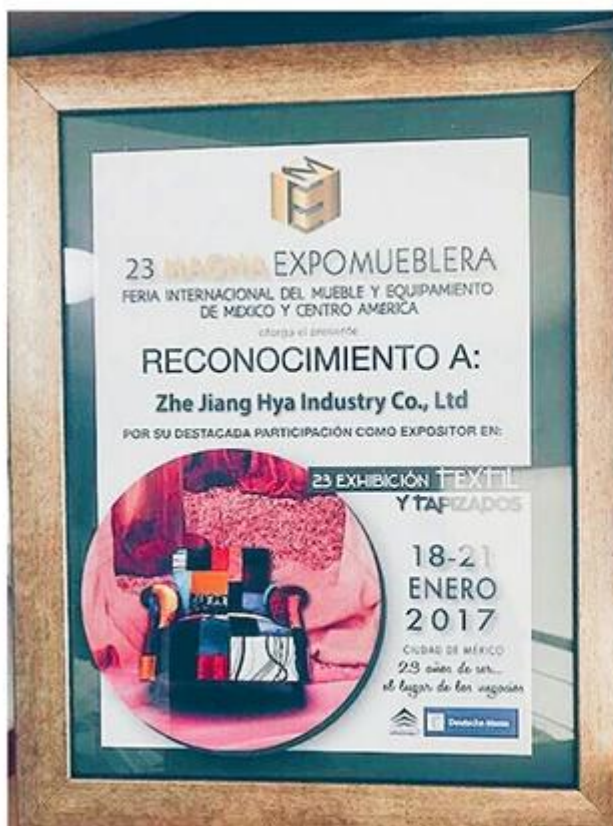 ME
23 MAGNA EXPOMUEBLERA
FERIA INTERNACIONAL DEL MUEBLE Y EQUIPAMIENTO
DE MEXICO Y CENTRO AMÉRICA
otorga el presente
RECONOCIMIENTO A:
Zhe Jiang Hya Industry Co., Ltd
POR SU DESTACADA PARTICIPACIÓN COMO EXPOSITOR EN:
23 EXHIBICIÓN TEXTIL
Y TAPIZADOS
18-21
ENERO
2017
CIUDAD DE MÉXICO
23 años de ser...
el lugar de los negocios
Deutsche Messe